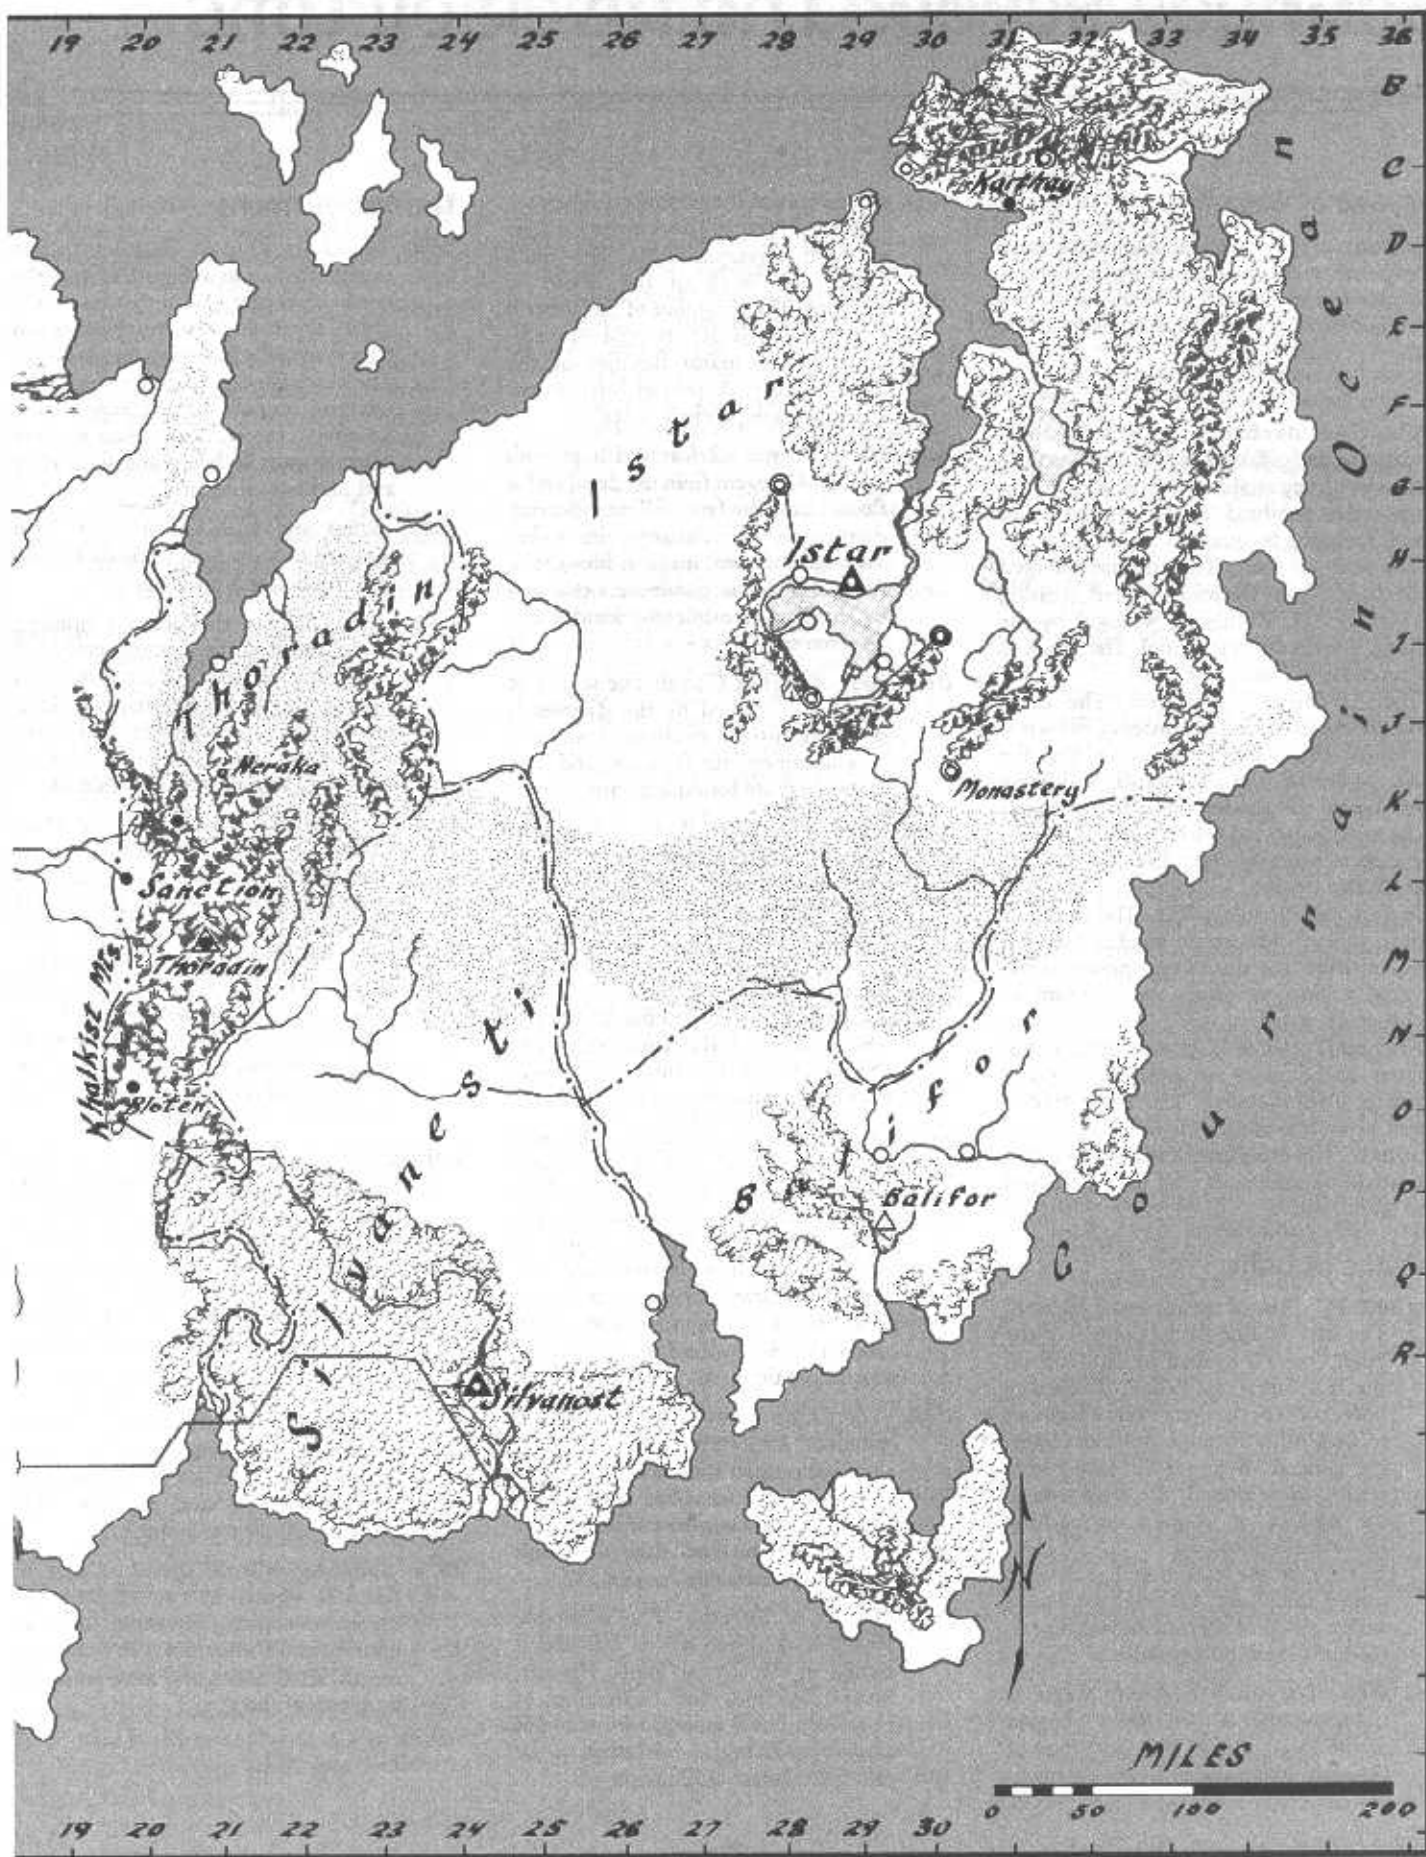 19 20 21 22 23 24 25 26 27 28 29 30 31 32 33 34 35 36
B
C
D
E
F
G
H
I
J
K
L
M
N
O
P
Q
R
Karthay
Istar
Istar
Thoradin
Neraka
Monastery
Sanction
Thoradin
Khalkist Mts.
Bloten
Silvanesti
Balifor
Balifor
Silvanost
Courrain Ocean
N
MILES
0 50 100 200
19 20 21 22 23 24 25 26 27 28 29 30